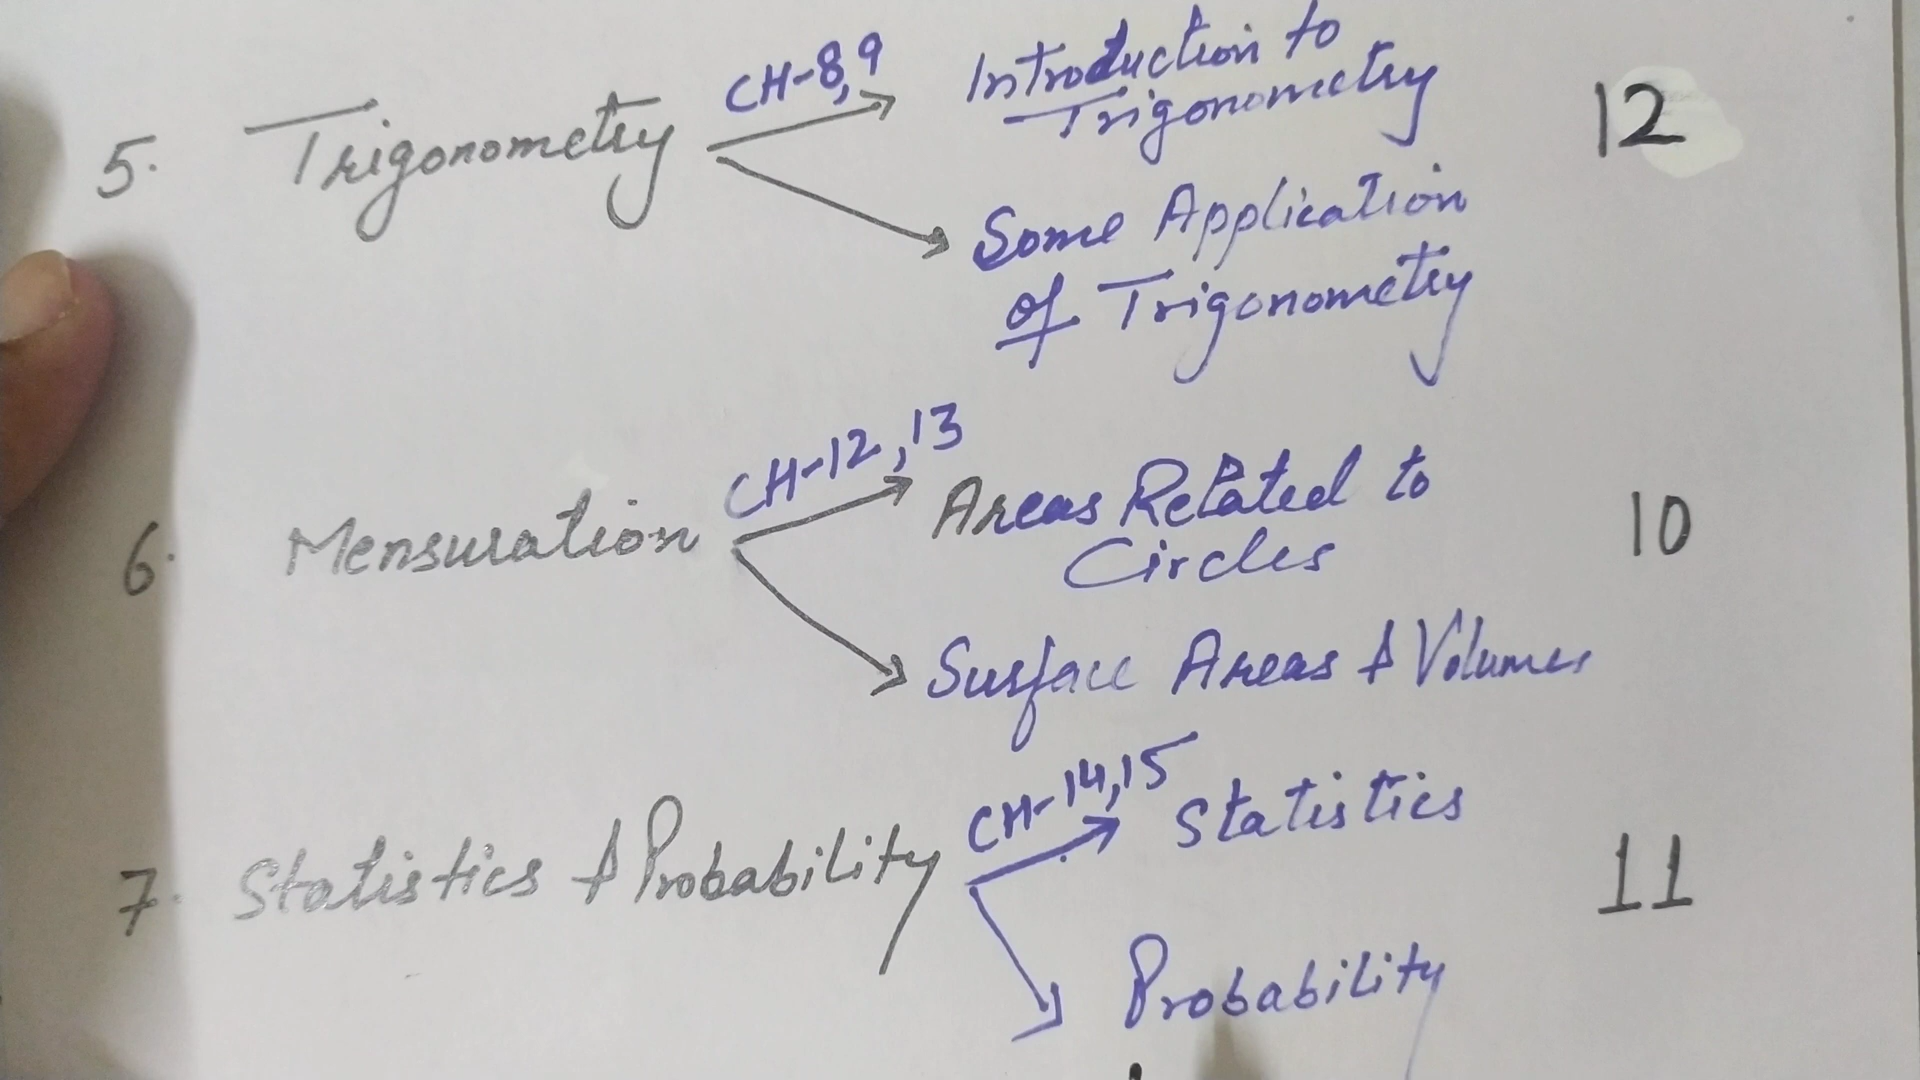 CH-8,9
Introduction to
5. Trigonometry Trigonometry 12
Some Application
of Trigonometry
CH-12,13
6. Mensuration Areas Related to 10
Circles
Surface Areas & Volumes
CH-14,15
7. Statistics & Probability Statistics 11
Probability